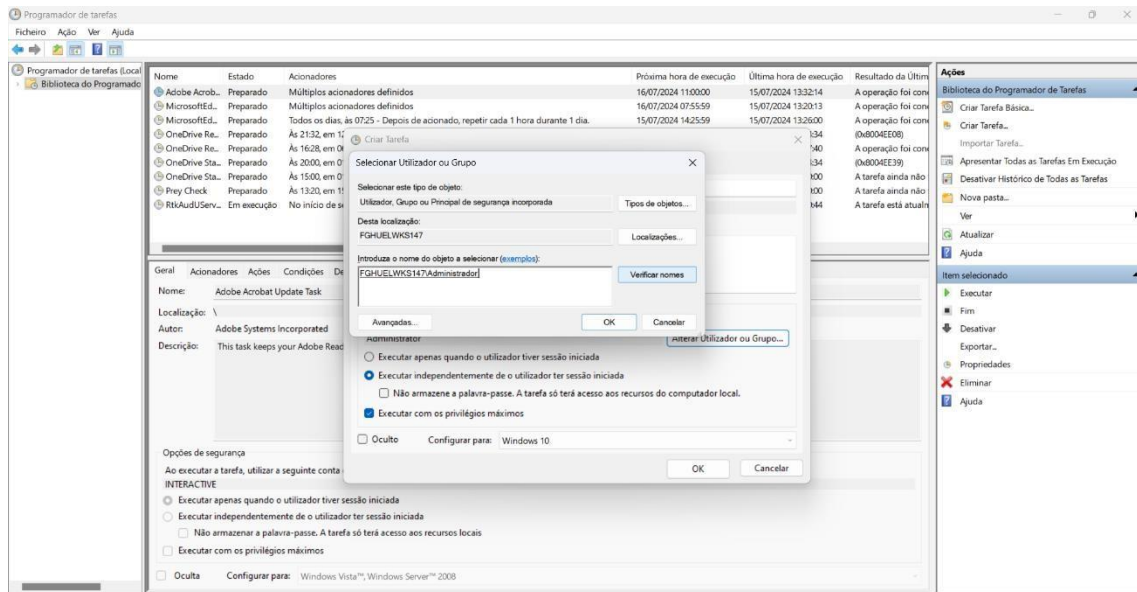 Programador de tarefas
Ficheiro Ação Ver Ajuda
Programador de tarefas (Local
Biblioteca do Programado
Nome Estado Acionadores Próxima hora de execução Última hora de execução Resultado da Últim
Adobe Acrob... Preparado Múltiplos acionadores definidos 16/07/2024 11:00:00 15/07/2024 13:32:14 A operação foi con
MicrosoftEd... Preparado Múltiplos acionadores definidos 16/07/2024 07:55:59 15/07/2024 13:20:13 A operação foi con
MicrosoftEd... Preparado Todos os dias, às 07:25 - Depois de acionado, repetir cada 1 hora durante 1 dia. 15/07/2024 14:25:59 15/07/2024 13:26:00 A operação foi con
OneDrive Re... Preparado Às 21:32, em 12 :34 (0x8004EE08)
OneDrive Re... Preparado Às 16:28, em 0 :40 A operação foi con
OneDrive Sta... Preparado Às 20:00, em 0 :34 (0x8004EE39)
OneDrive Sta... Preparado Às 15:00, em 0 :00 A tarefa ainda não
Prey Check Preparado Às 13:20, em 15 :00 A tarefa ainda não
RtkAudUServ... Em execução No início de se :44 A tarefa está atualm
Criar Tarefa
Selecionar Utilizador ou Grupo
Selecionar este tipo de objeto:
Utilizador, Grupo ou Principal de segurança incorporada Tipos de objetos...
Desta localização:
FGHUELWKS147 Localizações...
Introduza o nome do objeto a selecionar (exemplos):
FGHUELWKS147\Administrador Verificar nomes
Avançadas... OK Cancelar
Administrator Alterar Utilizador ou Grupo...
Executar apenas quando o utilizador tiver sessão iniciada
Executar independentemente de o utilizador ter sessão iniciada
Não armazene a palavra-passe. A tarefa só terá acesso aos recursos do computador local.
Executar com os privilégios máximos
Oculto Configurar para: Windows 10
OK Cancelar
Geral Acionadores Ações Condições De
Nome: Adobe Acrobat Update Task
Localização: \
Autor: Adobe Systems Incorporated
Descrição: This task keeps your Adobe Read
Opções de segurança
Ao executar a tarefa, utilizar a seguinte conta
INTERACTIVE
Executar apenas quando o utilizador tiver sessão iniciada
Executar independentemente de o utilizador ter sessão iniciada
Não armazenar a palavra-passe. A tarefa só terá acesso aos recursos locais
Executar com os privilégios máximos
Oculta Configurar para: Windows Vista™, Windows Server™ 2008
Ações
Biblioteca do Programador de Tarefas
Criar Tarefa Básica...
Criar Tarefa...
Importar Tarefa...
Apresentar Todas as Tarefas Em Execução
Desativar Histórico de Todas as Tarefas
Nova pasta...
Ver
Atualizar
Ajuda
Item selecionado
Executar
Fim
Desativar
Exportar...
Propriedades
Eliminar
Ajuda